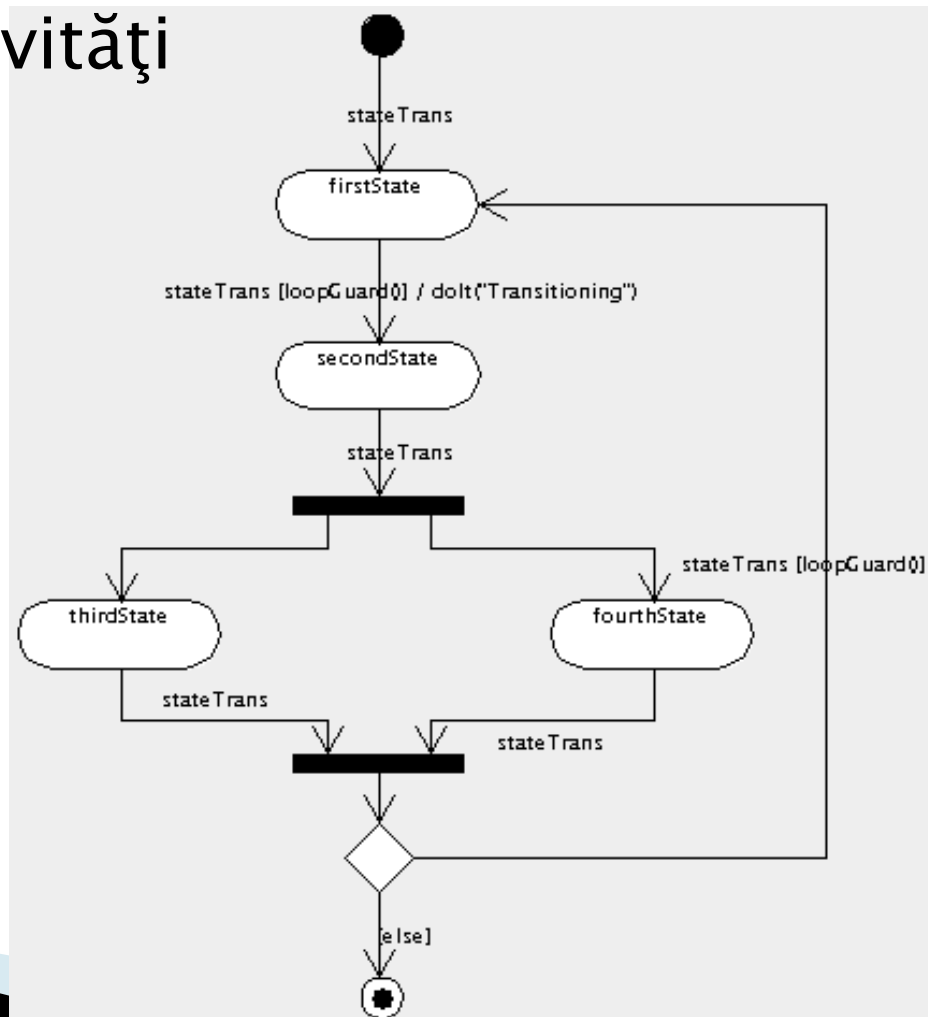 vităţi
stateTrans
firstState
stateTrans [loopGuard()] / doIt("Transitioning")
secondState
stateTrans
stateTrans [loopGuard()]
thirdState
fourthState
stateTrans
stateTrans
[else]